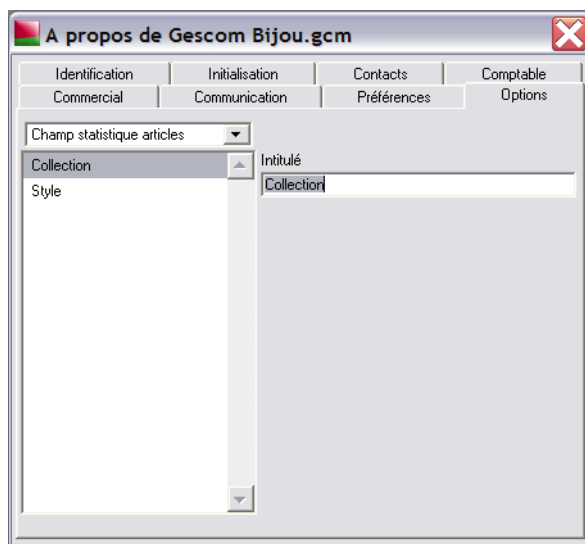 A propos de Gescom Bijou.gcm
Identification Initialisation Contacts Comptable
Commercial Communication Préférences Options
Champ statistique articles
Collection
Style
Intitulé
Collection